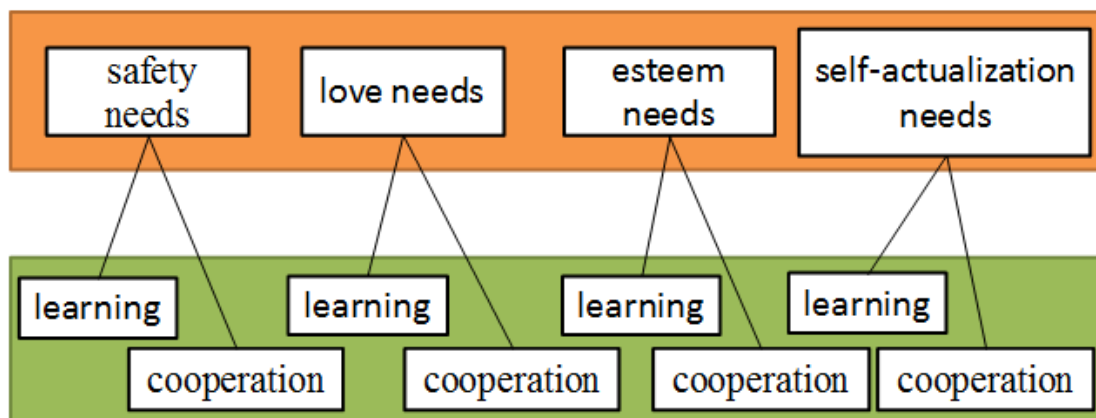 safety
needs
love needs
esteem
needs
self-actualization
needs
learning
cooperation
learning
cooperation
learning
cooperation
learning
cooperation